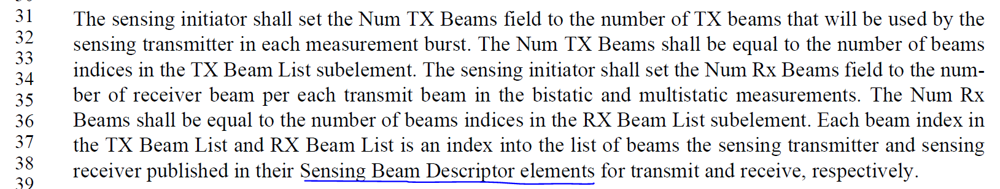 31 The sensing initiator shall set the Num TX Beams field to the number of TX beams that will be used by the
32 sensing transmitter in each measurement burst. The Num TX Beams shall be equal to the number of beams
33 indices in the TX Beam List subelement. The sensing initiator shall set the Num Rx Beams field to the num-
34 ber of receiver beam per each transmit beam in the bistatic and multistatic measurements. The Num Rx
35 Beams shall be equal to the number of beams indices in the RX Beam List subelement. Each beam index in
36 the TX Beam List and RX Beam List is an index into the list of beams the sensing transmitter and sensing
37 receiver published in their Sensing Beam Descriptor elements for transmit and receive, respectively.
38
39